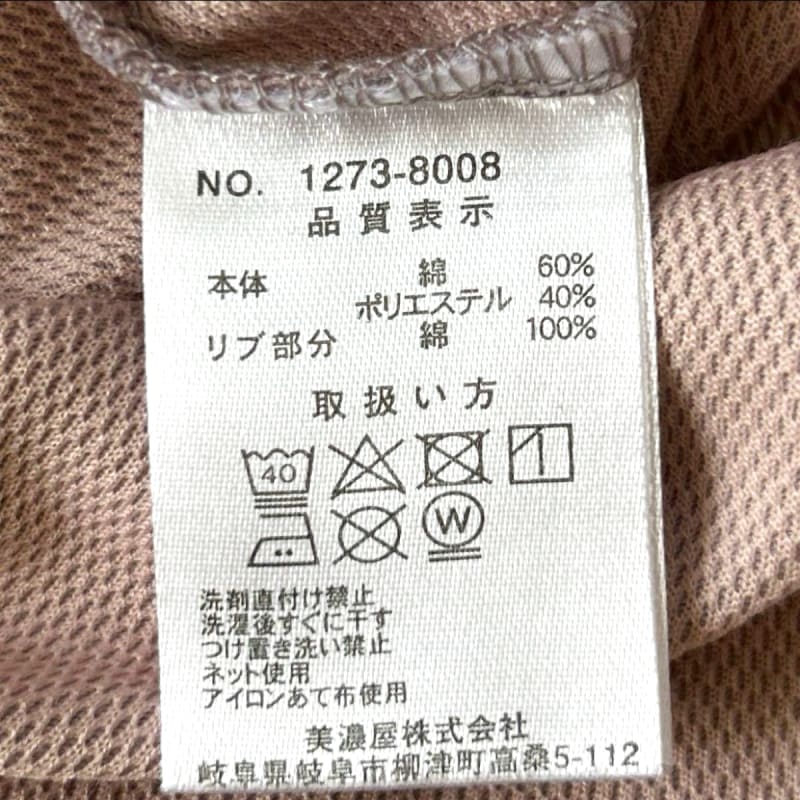 NO. 1273-8008
品質表示
本体 綿 60%
ポリエステル 40%
リブ部分 綿 100%
取扱い方
40
W
洗剤直付け禁止
洗濯後すぐに干す
つけ置き洗い禁止
ネット使用
アイロンあて布使用
美濃屋株式会社
岐阜県岐阜市柳津町高桑5-112